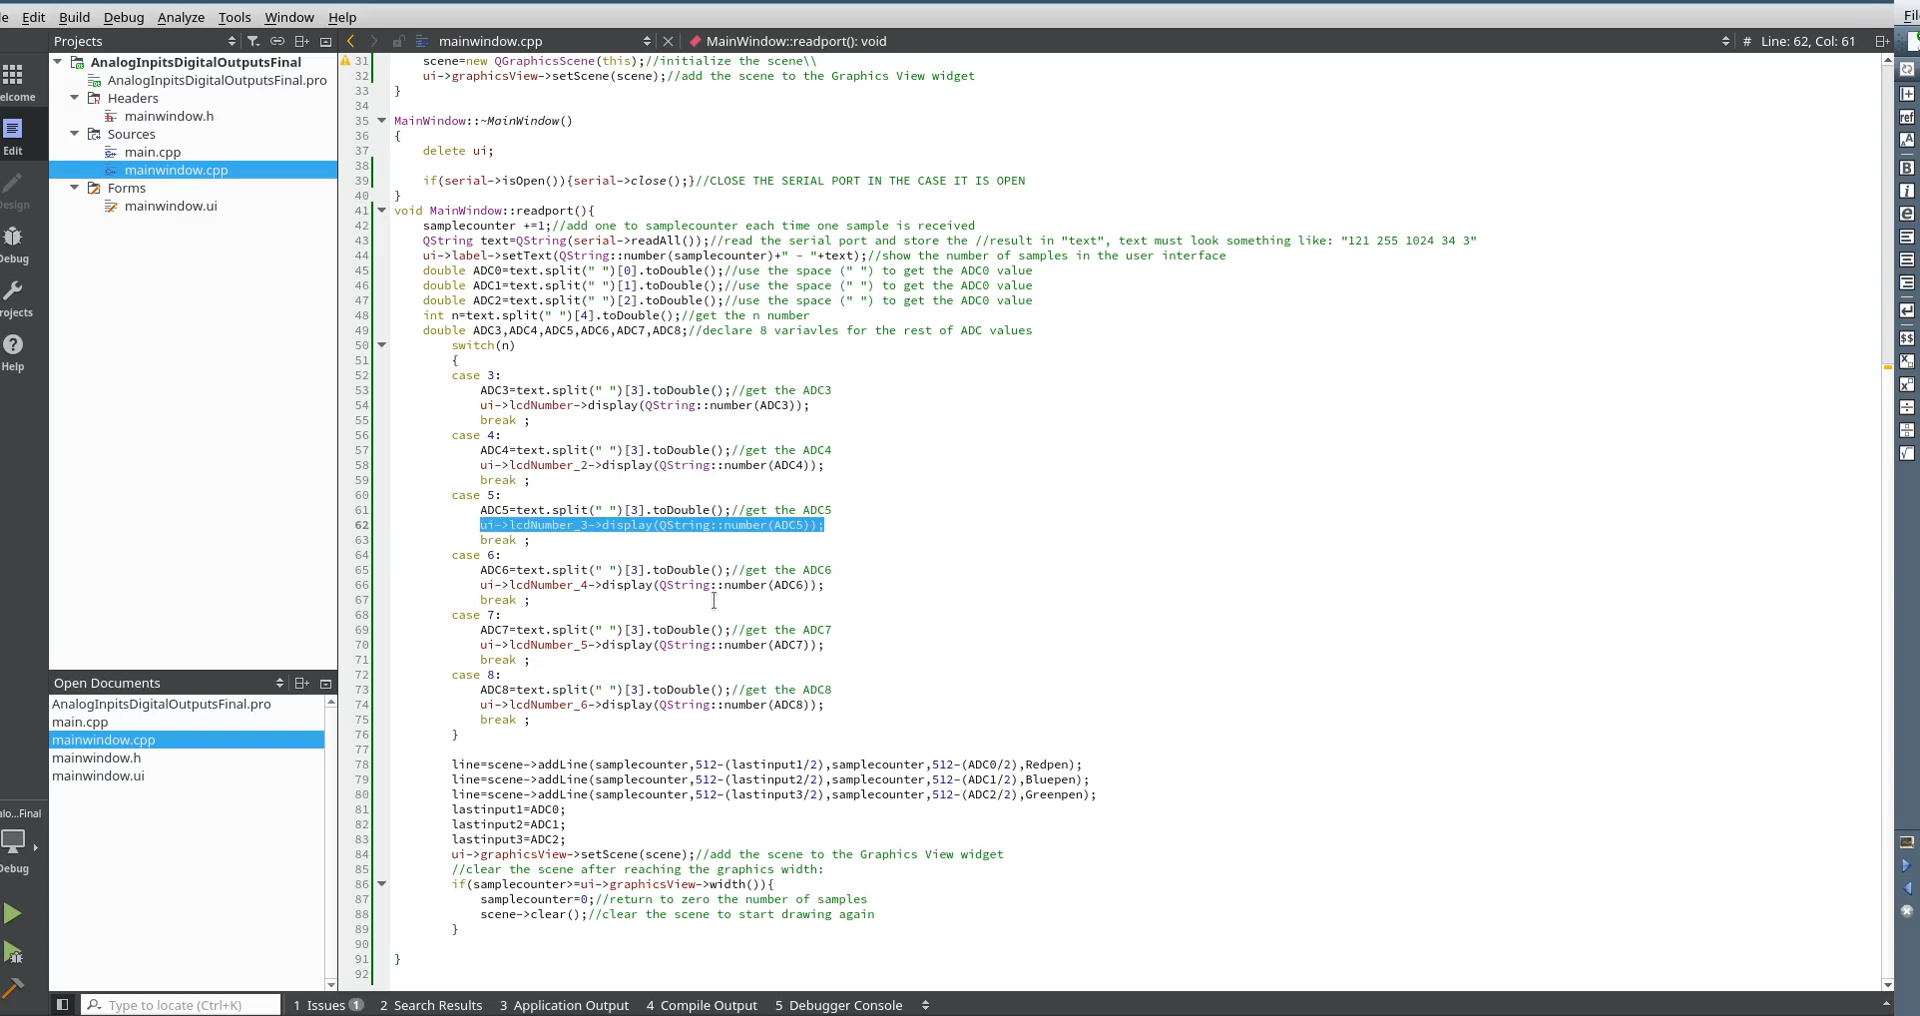 le Edit Build Debug Analyze Tools Window Help
File
Projects
mainwindow.cpp
MainWindow::readport(): void
# Line: 62, Col: 61
AnalogInpitsDigitalOutputsFinal
AnalogInpitsDigitalOutputsFinal.pro
Headers
mainwindow.h
Sources
main.cpp
mainwindow.cpp
Forms
mainwindow.ui
elcome
Edit
Design
Debug
rojects
Help
31 scene=new QGraphicsScene(this);//initialize the scene\\
32 ui->graphicsView->setScene(scene);//add the scene to the Graphics View widget
33 }
34
35 MainWindow::~MainWindow()
36 {
37 delete ui;
38
39 if(serial->isOpen()){serial->close();}//CLOSE THE SERIAL PORT IN THE CASE IT IS OPEN
40 }
41 void MainWindow::readport(){
42 samplecounter +=1;//add one to samplecounter each time one sample is received
43 QString text=QString(serial->readAll());//read the serial port and store the //result in "text", text must look something like: "121 255 1024 34 3"
44 ui->label->setText(QString::number(samplecounter)+" - "+text);//show the number of samples in the user interface
45 double ADC0=text.split(" ")[0].toDouble();//use the space (" ") to get the ADC0 value
46 double ADC1=text.split(" ")[1].toDouble();//use the space (" ") to get the ADC0 value
47 double ADC2=text.split(" ")[2].toDouble();//use the space (" ") to get the ADC0 value
48 int n=text.split(" ")[4].toDouble();//get the n number
49 double ADC3,ADC4,ADC5,ADC6,ADC7,ADC8;//declare 8 variavles for the rest of ADC values
50 switch(n)
51 {
52 case 3:
53 ADC3=text.split(" ")[3].toDouble();//get the ADC3
54 ui->lcdNumber->display(QString::number(ADC3));
55 break ;
56 case 4:
57 ADC4=text.split(" ")[3].toDouble();//get the ADC4
58 ui->lcdNumber_2->display(QString::number(ADC4));
59 break ;
60 case 5:
61 ADC5=text.split(" ")[3].toDouble();//get the ADC5
62 ui->lcdNumber_3->display(QString::number(ADC5));
63 break ;
64 case 6:
65 ADC6=text.split(" ")[3].toDouble();//get the ADC6
66 ui->lcdNumber_4->display(QString::number(ADC6));
67 break ;
68 case 7:
69 ADC7=text.split(" ")[3].toDouble();//get the ADC7
70 ui->lcdNumber_5->display(QString::number(ADC7));
71 break ;
72 case 8:
73 ADC8=text.split(" ")[3].toDouble();//get the ADC8
74 ui->lcdNumber_6->display(QString::number(ADC8));
75 break ;
76 }
77
78 line=scene->addLine(samplecounter,512-(lastinput1/2),samplecounter,512-(ADC0/2),Redpen);
79 line=scene->addLine(samplecounter,512-(lastinput2/2),samplecounter,512-(ADC1/2),Bluepen);
80 line=scene->addLine(samplecounter,512-(lastinput3/2),samplecounter,512-(ADC2/2),Greenpen);
81 lastinput1=ADC0;
82 lastinput2=ADC1;
83 lastinput3=ADC2;
84 ui->graphicsView->setScene(scene);//add the scene to the Graphics View widget
85 //clear the scene after reaching the graphics width:
86 if(samplecounter>=ui->graphicsView->width()){
87 samplecounter=0;//return to zero the number of samples
88 scene->clear();//clear the scene to start drawing again
89 }
90
91 }
92
Open Documents
AnalogInpitsDigitalOutputsFinal.pro
main.cpp
mainwindow.cpp
mainwindow.h
mainwindow.ui
alo...Final
Debug
Type to locate (Ctrl+K)
1 Issues 1 2 Search Results 3 Application Output 4 Compile Output 5 Debugger Console
ref
$$